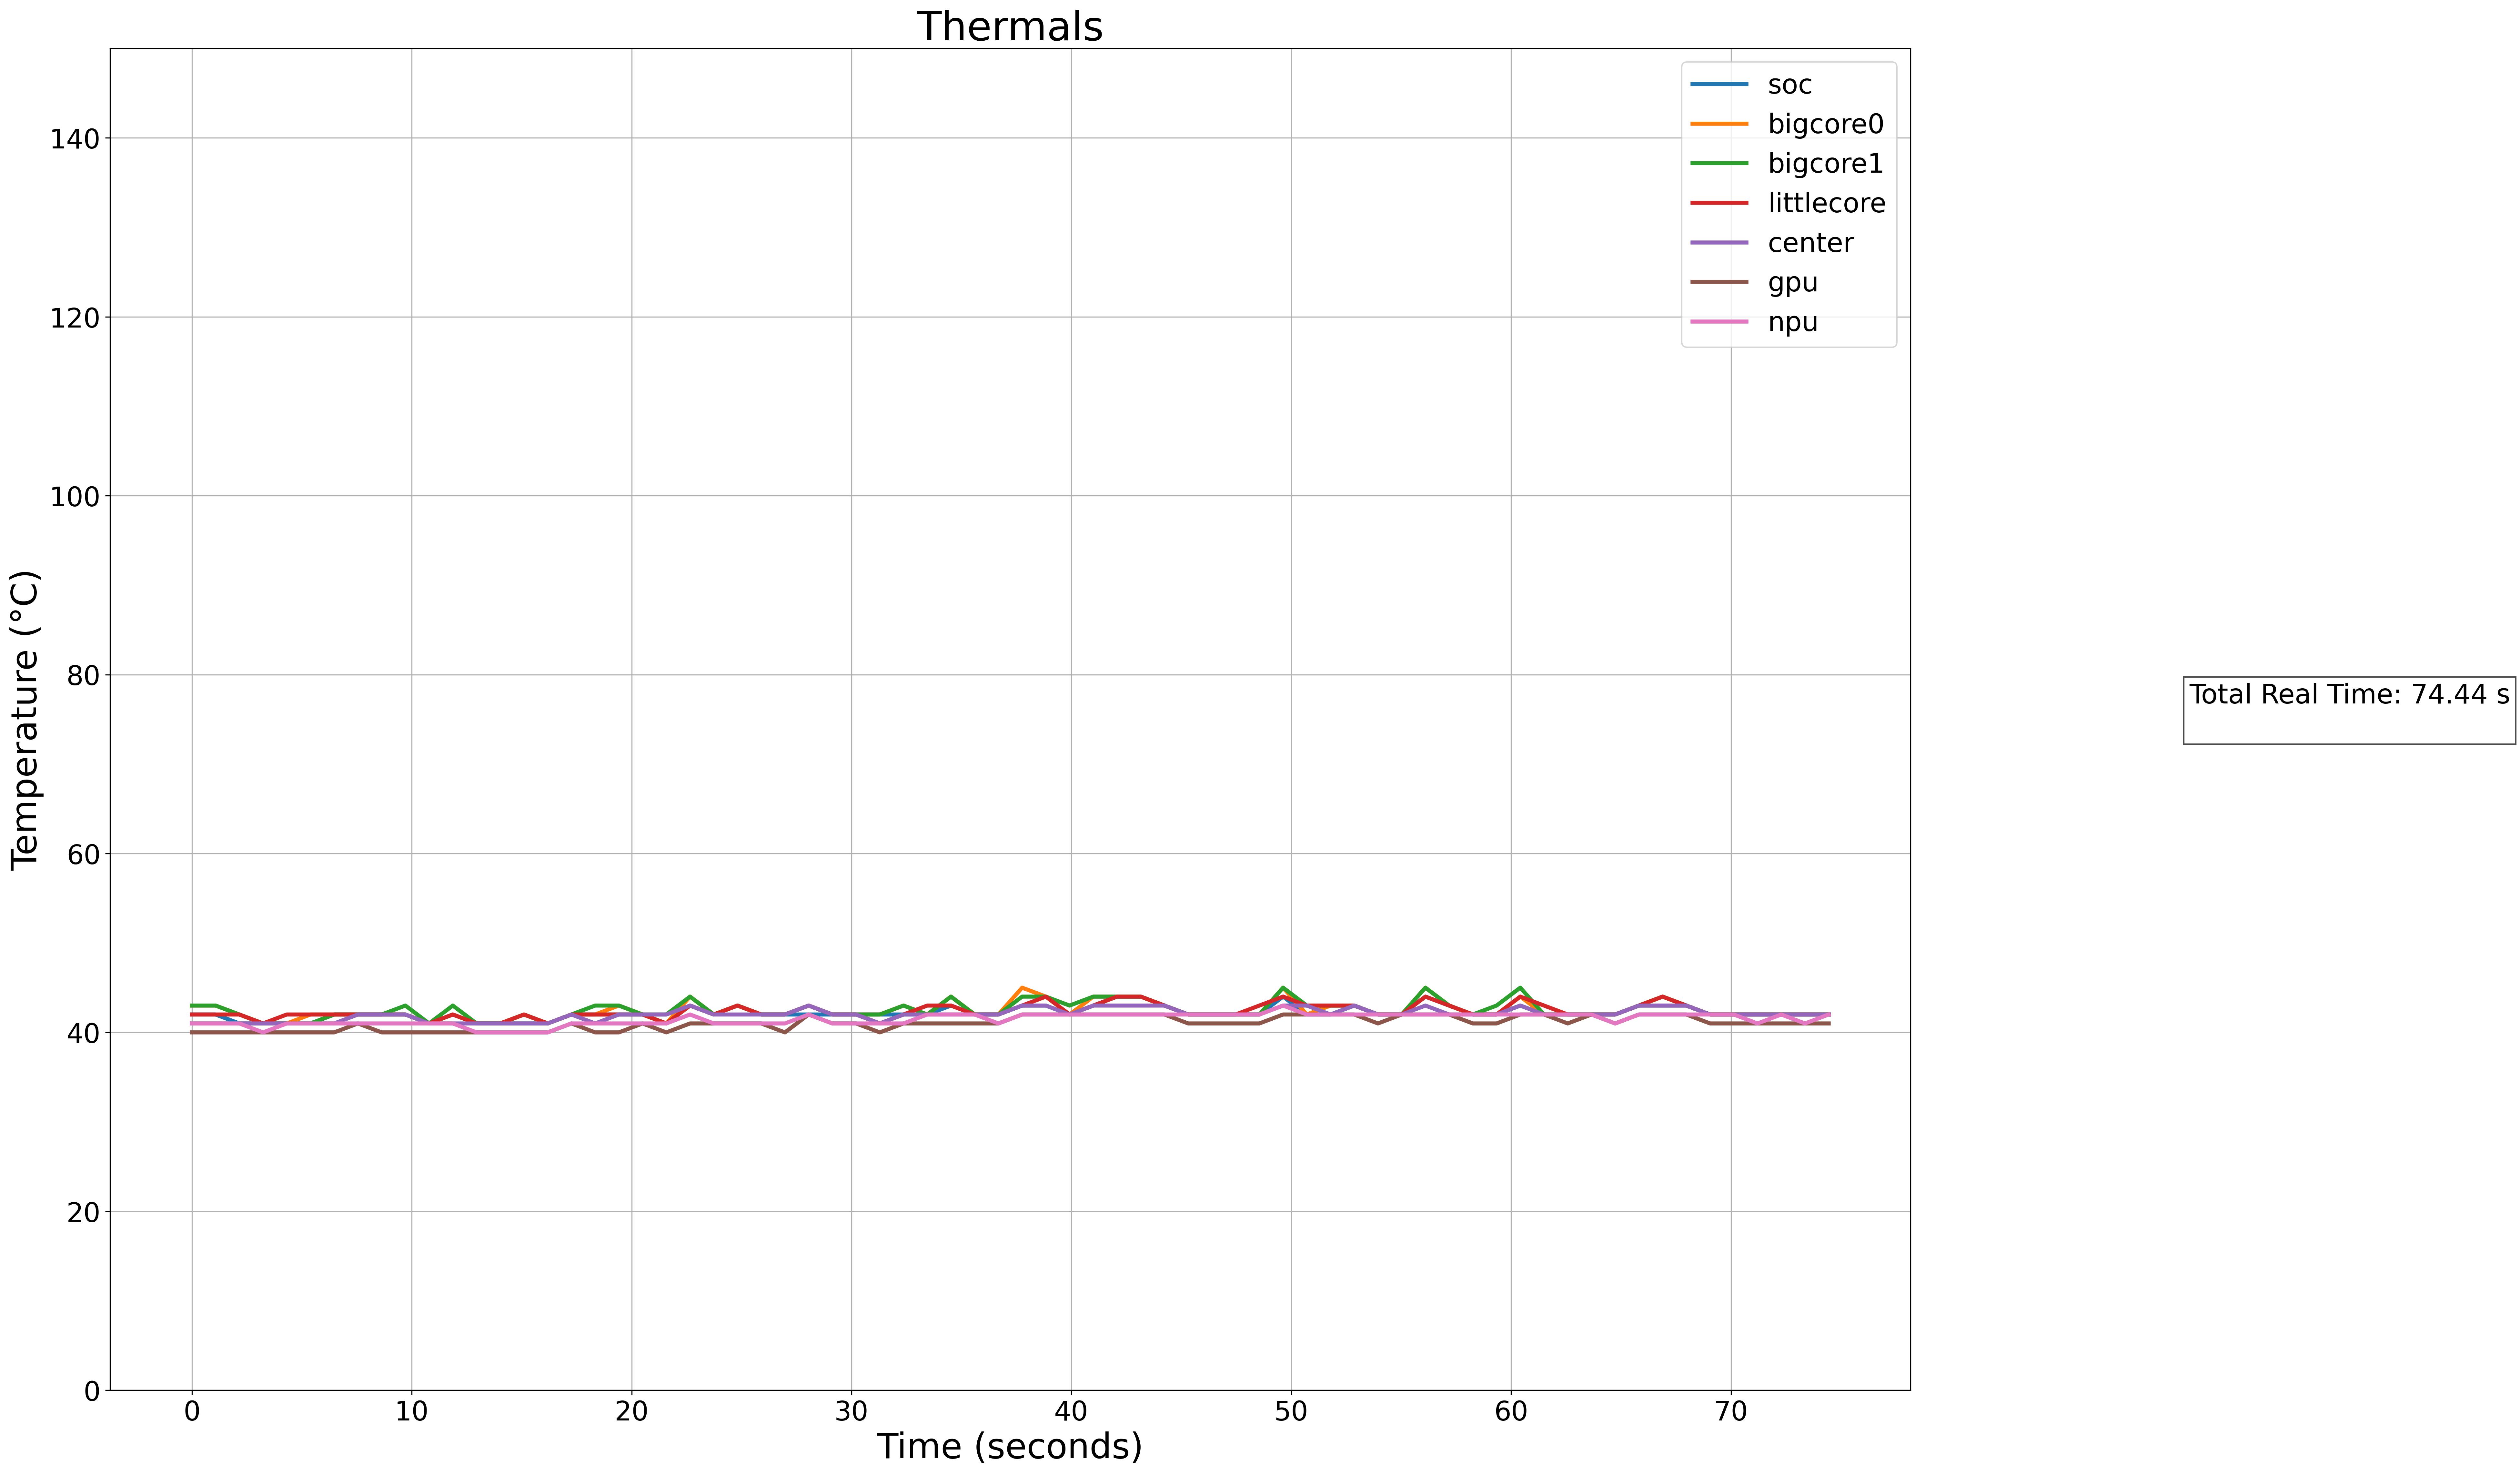 Thermals
soc
bigcore0
bigcore1
littlecore
center
gpu
npu
140
120
100
80
60
40
20
0
Temperature (°C)
0 10 20 30 40 50 60 70
Time (seconds)
Total Real Time: 74.44 s